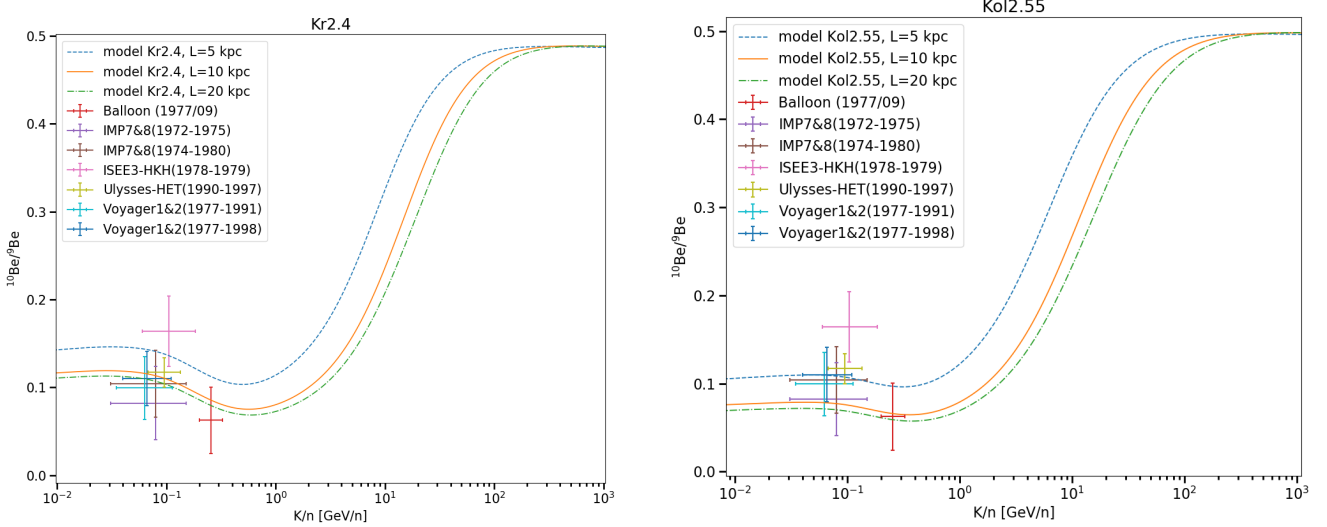 Kr2.4
0.5
0.4
0.3
0.2
0.1
0.0
¹⁰Be/⁹Be
model Kr2.4, L=5 kpc
model Kr2.4, L=10 kpc
model Kr2.4, L=20 kpc
Balloon (1977/09)
IMP7&8(1972-1975)
IMP7&8(1974-1980)
ISEE3-HKH(1978-1979)
Ulysses-HET(1990-1997)
Voyager1&2(1977-1991)
Voyager1&2(1977-1998)
10⁻² 10⁻¹ 10⁰ 10¹ 10² 10³
K/n [GeV/n]
Kol2.55
0.5
0.4
0.3
0.2
0.1
0.0
¹⁰Be/⁹Be
model Kol2.55, L=5 kpc
model Kol2.55, L=10 kpc
model Kol2.55, L=20 kpc
Balloon (1977/09)
IMP7&8(1972-1975)
IMP7&8(1974-1980)
ISEE3-HKH(1978-1979)
Ulysses-HET(1990-1997)
Voyager1&2(1977-1991)
Voyager1&2(1977-1998)
10⁻² 10⁻¹ 10⁰ 10¹ 10² 10³
K/n [GeV/n]